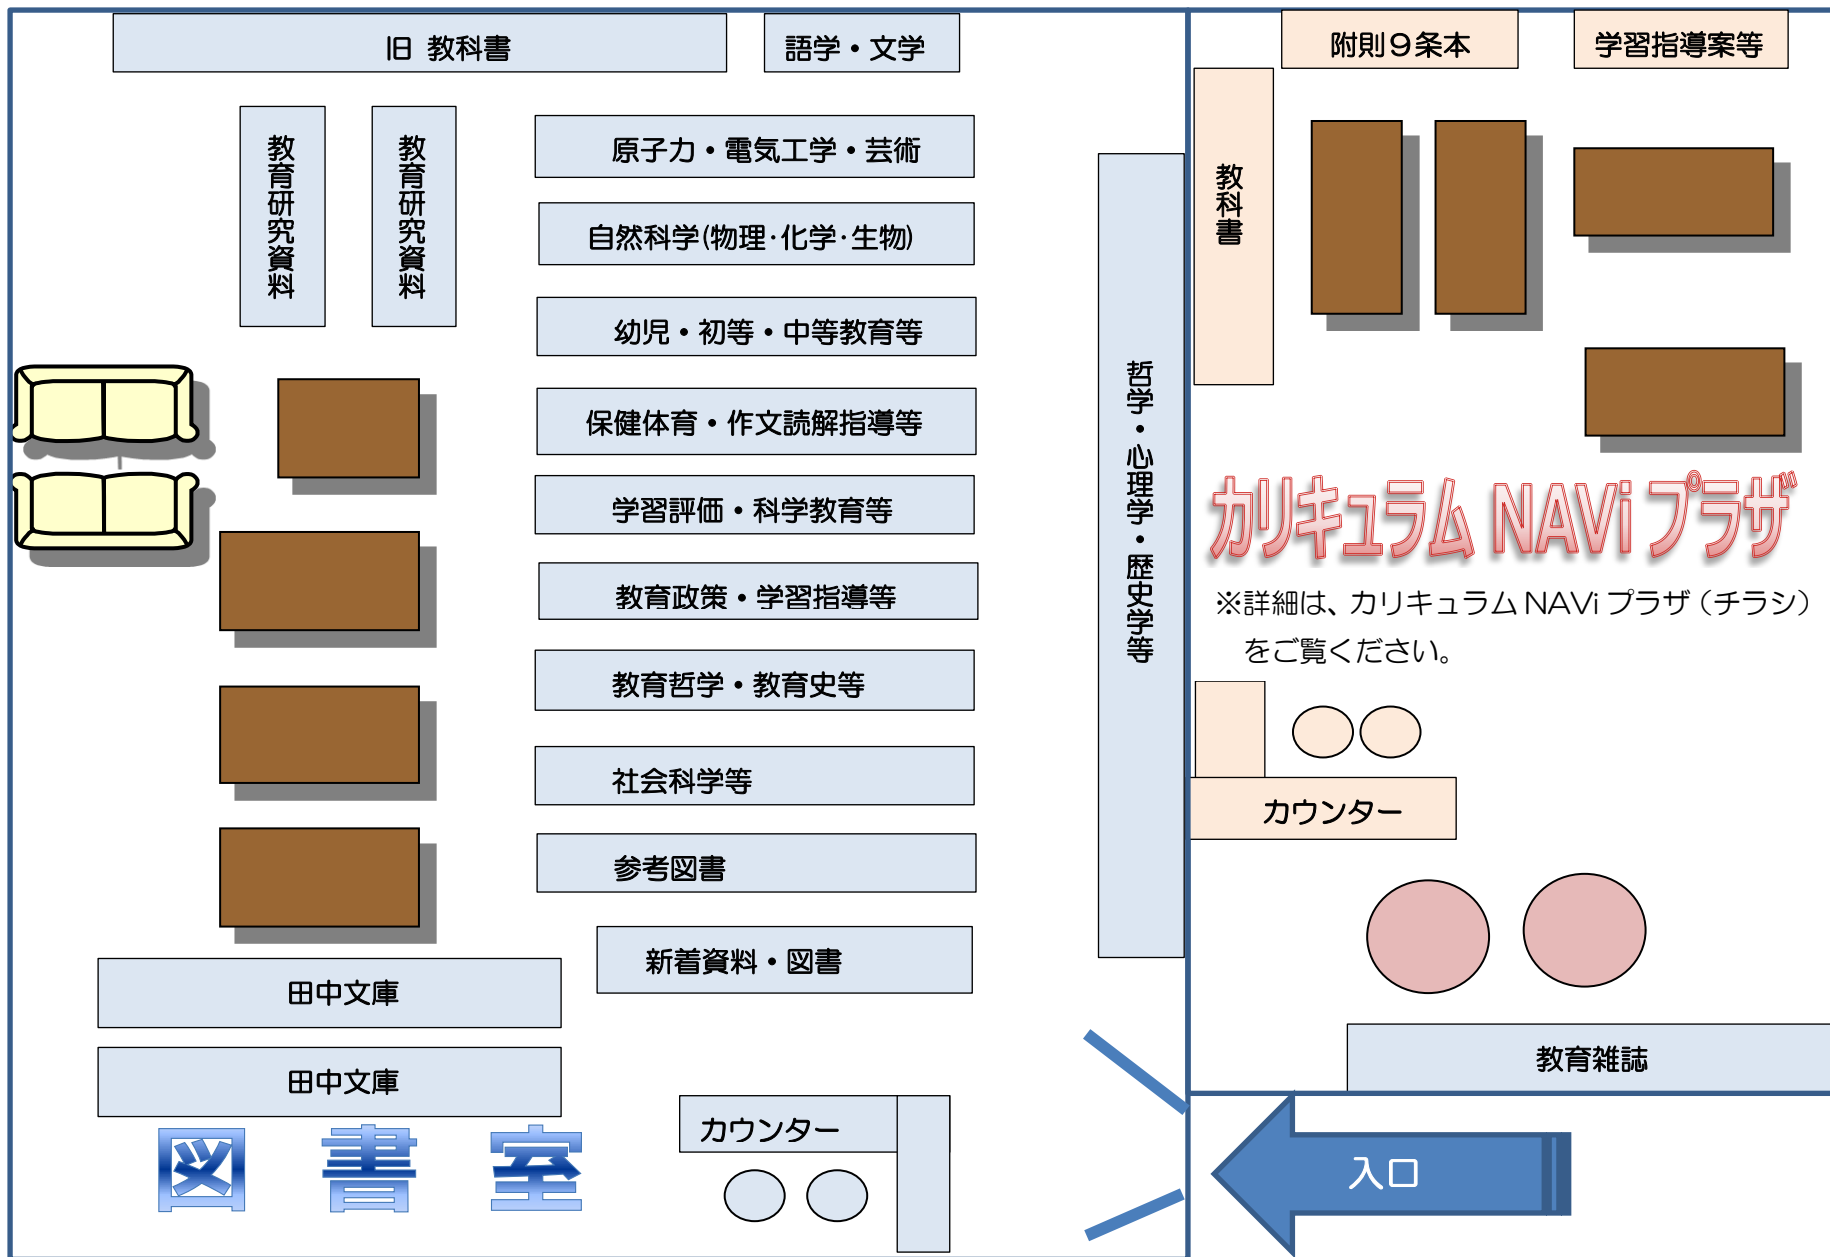 旧 教科書
語学・文学
附則９条本
学習指導案等
教育研究資料
教育研究資料
原子力・電気工学・芸術
自然科学(物理・化学・生物)
幼児・初等・中等教育等
保健体育・作文読解指導等
学習評価・科学教育等
教育政策・学習指導等
教育哲学・教育史等
社会科学等
参考図書
新着資料・図書
哲学・心理学・歴史学等
教科書
カリキュラム NAVi プラザ
※詳細は、カリキュラム NAVi プラザ（チラシ）
をご覧ください。
カウンター
教育雑誌
田中文庫
田中文庫
図 書 室
カウンター
入口